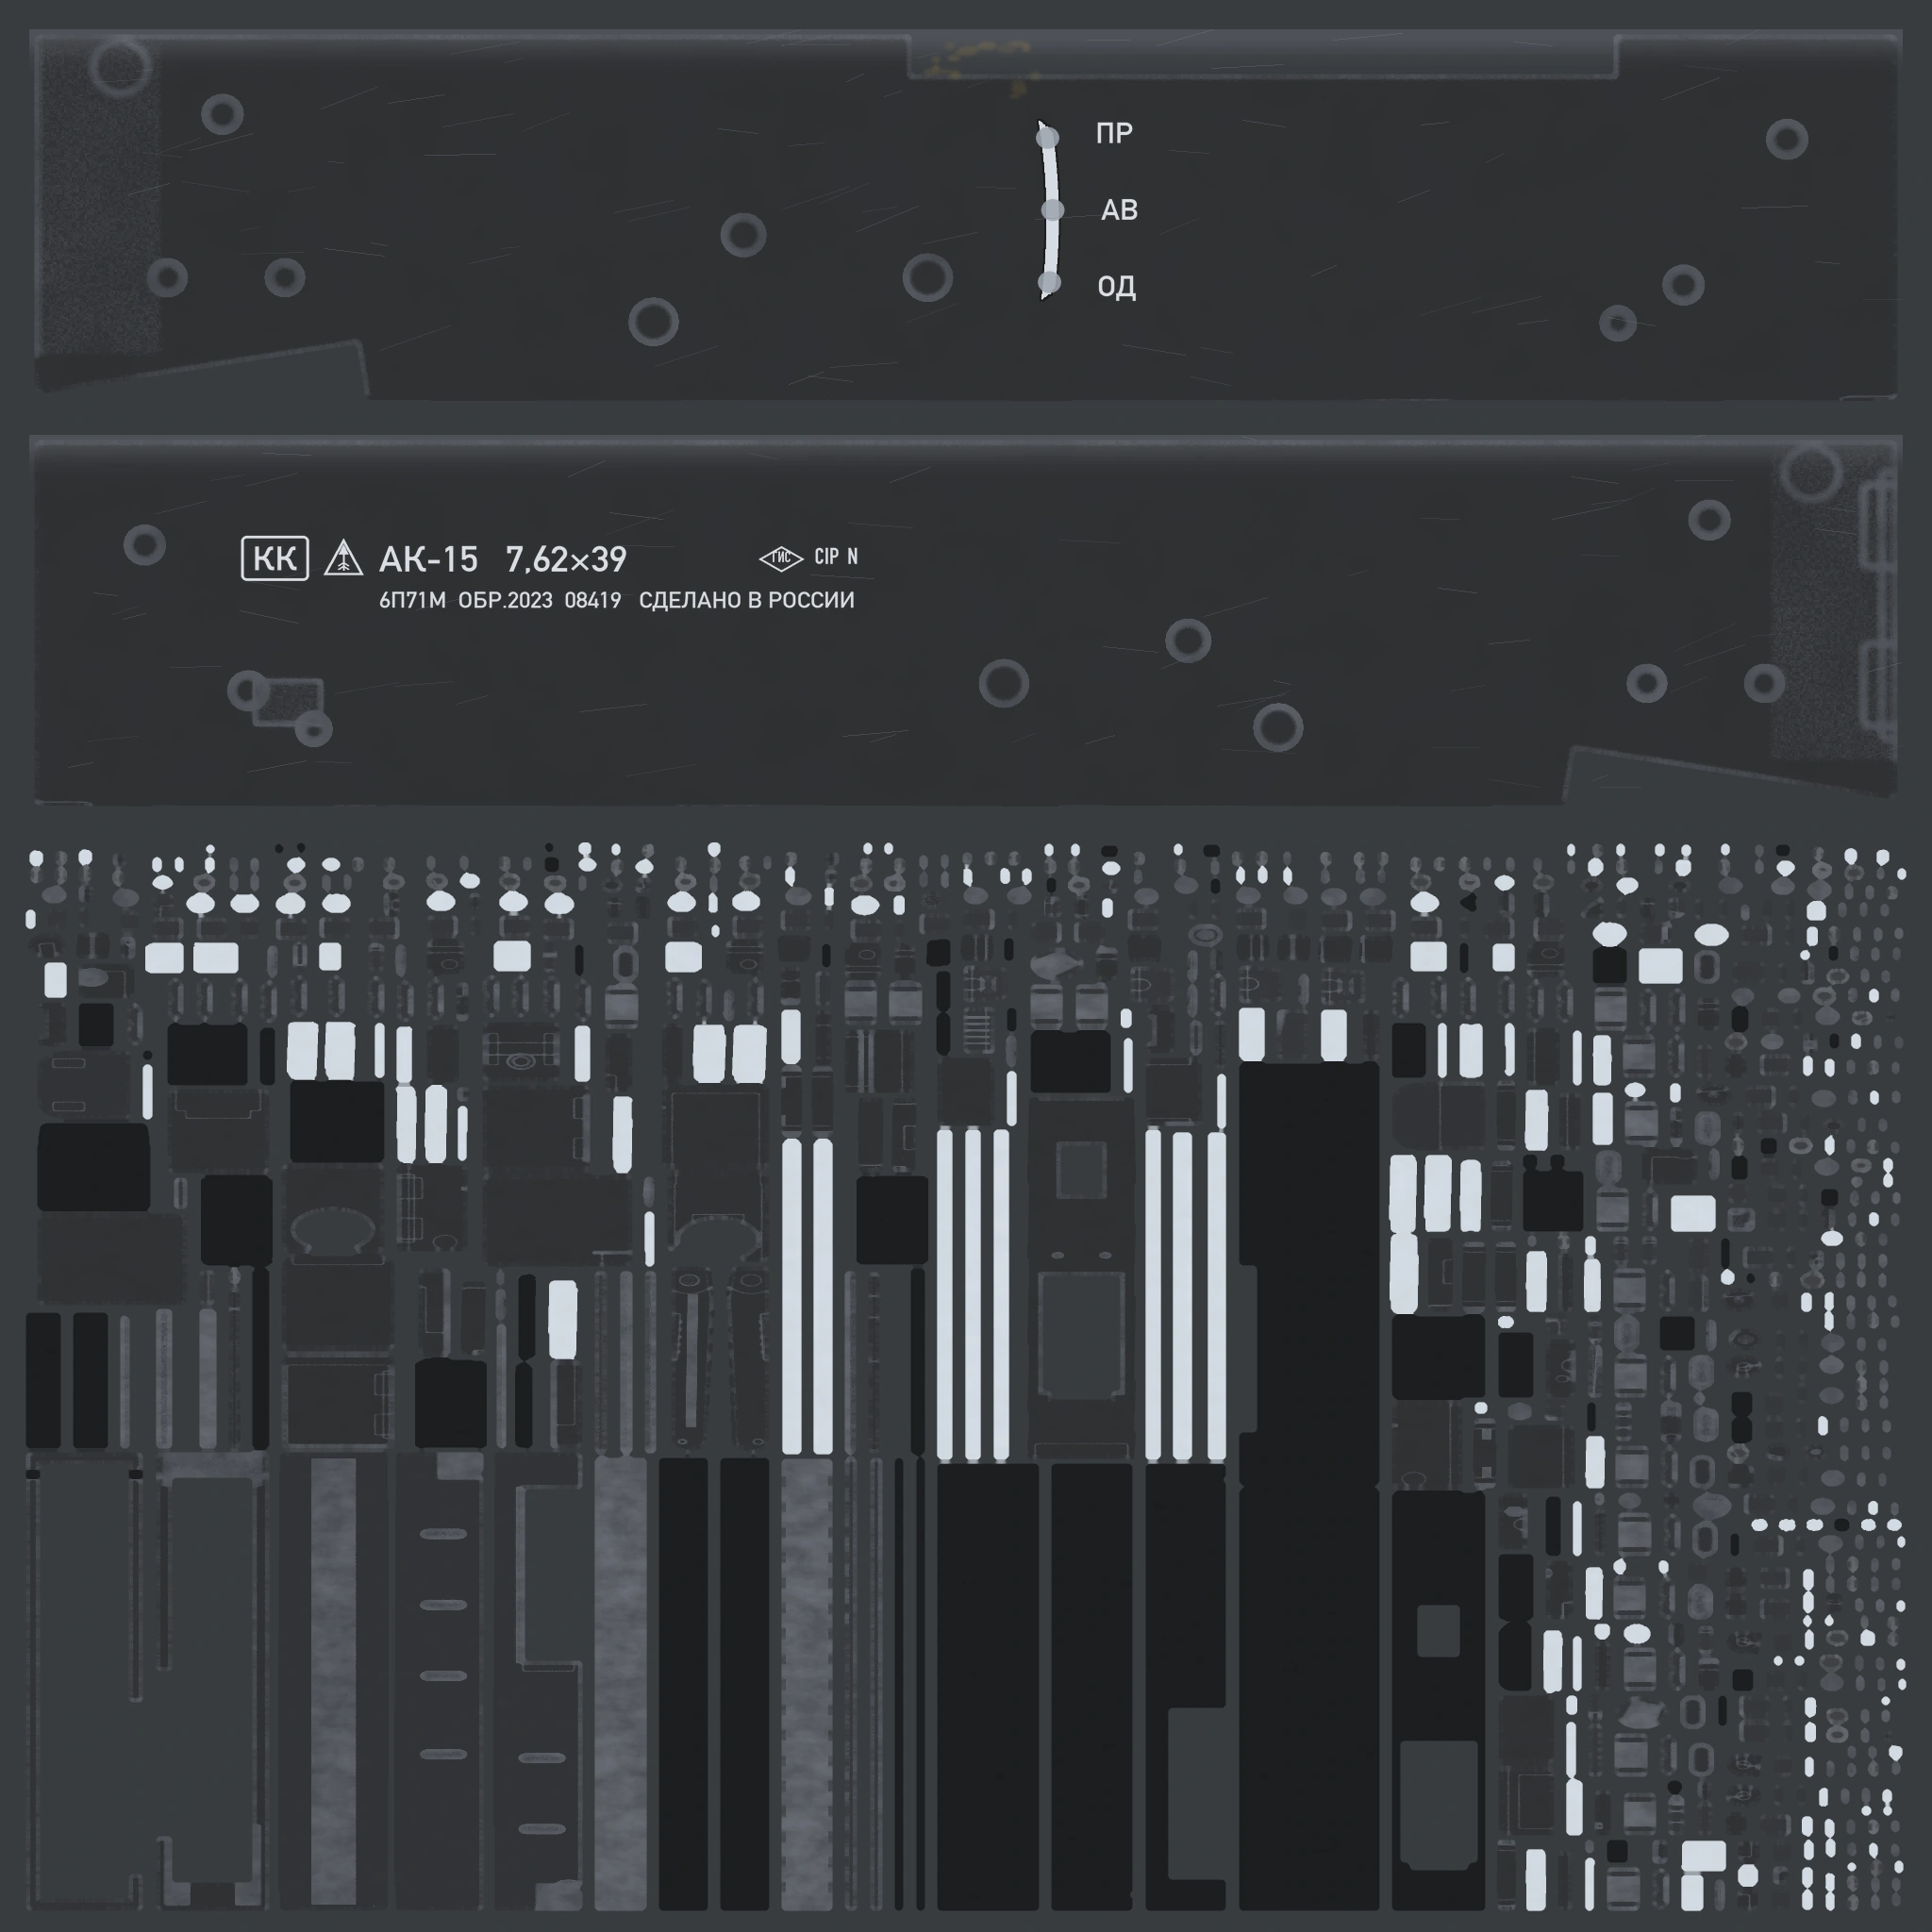 ПР
АВ
ОД
КК АК-15 7,62×39 ГИС CIP N
6П71М ОБР.2023 08419 СДЕЛАНО В РОССИИ